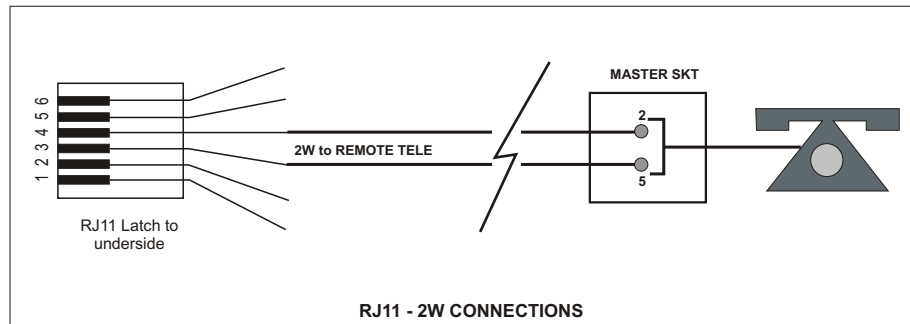 MASTER SKT
6
5
4
3
2
1
2
5
2W to REMOTE TELE
RJ11 Latch to
underside
RJ11 - 2W CONNECTIONS